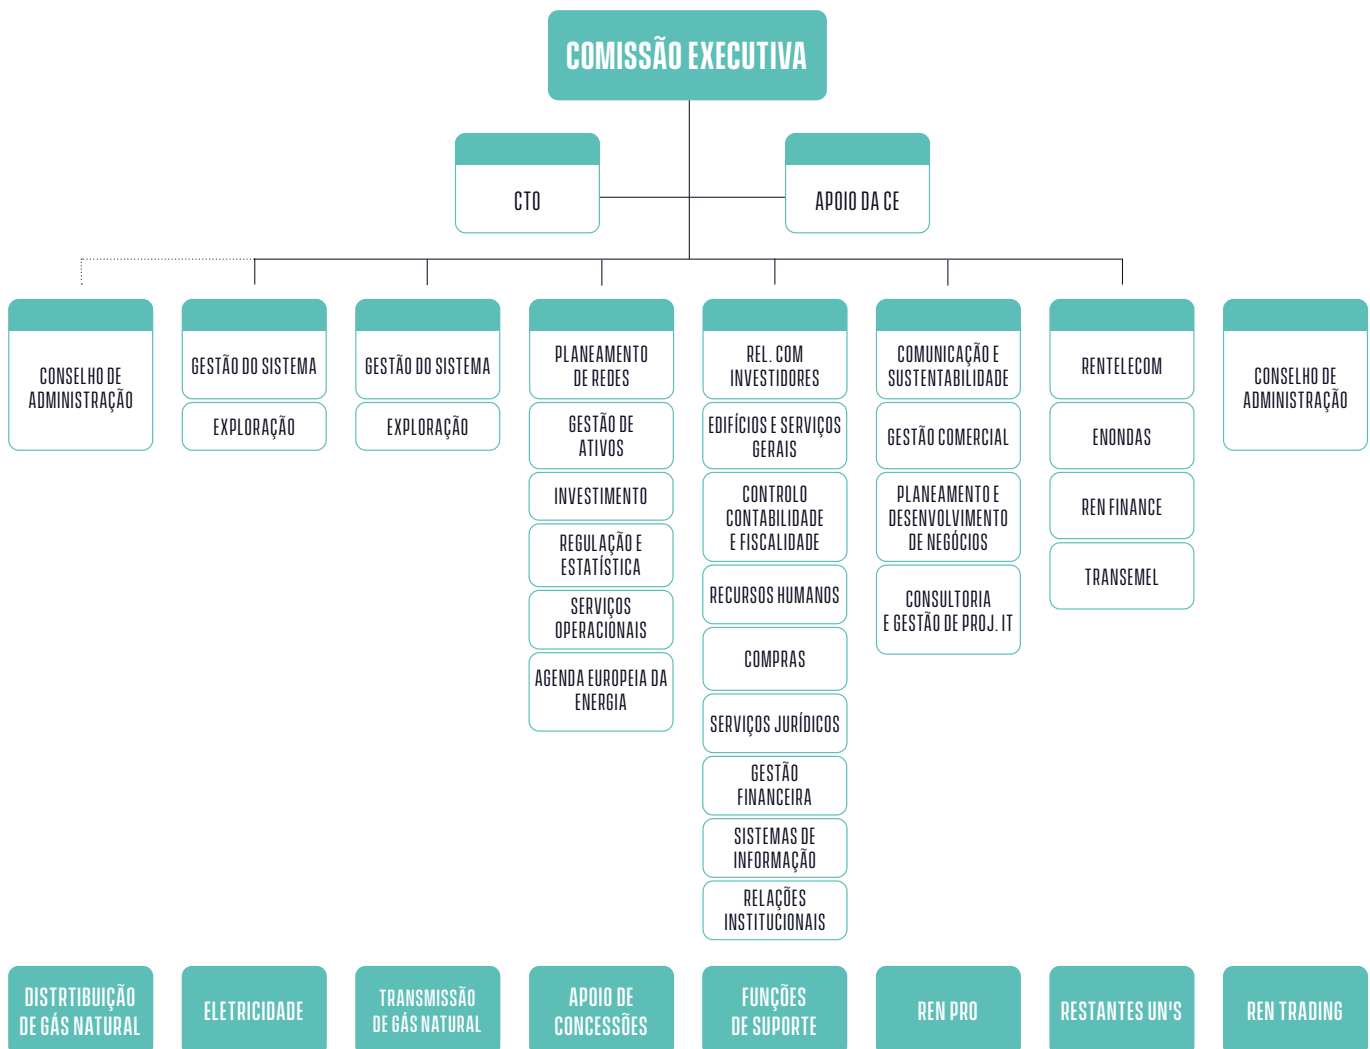 COMISSÃO EXECUTIVA
CTO
APOIO DA CE
CONSELHO DE
ADMINISTRAÇÃO
GESTÃO DO SISTEMA
EXPLORAÇÃO
GESTÃO DO SISTEMA
EXPLORAÇÃO
PLANEAMENTO
DE REDES
GESTÃO DE
ATIVOS
INVESTIMENTO
REGULAÇÃO E
ESTATÍSTICA
SERVIÇOS
OPERACIONAIS
AGENDA EUROPEIA DA
ENERGIA
REL. COM
INVESTIDORES
EDIFÍCIOS E SERVIÇOS
GERAIS
CONTROLO
CONTABILIDADE
E FISCALIDADE
RECURSOS HUMANOS
COMPRAS
SERVIÇOS JURÍDICOS
GESTÃO
FINANCEIRA
SISTEMAS DE
INFORMAÇÃO
RELAÇÕES
INSTITUCIONAIS
COMUNICAÇÃO E
SUSTENTABILIDADE
GESTÃO COMERCIAL
PLANEAMENTO E
DESENVOLVIMENTO
DE NEGÓCIOS
CONSULTORIA
E GESTÃO DE PROJ. IT
RENTELECOM
ENONDAS
REN FINANCE
TRANSEMEL
CONSELHO DE
ADMINISTRAÇÃO
DISTRTIBUIÇÃO
DE GÁS NATURAL
ELETRICIDADE
TRANSMISSÃO
DE GÁS NATURAL
APOIO DE
CONCESSÕES
FUNÇÕES
DE SUPORTE
REN PRO
RESTANTES UN'S
REN TRADING